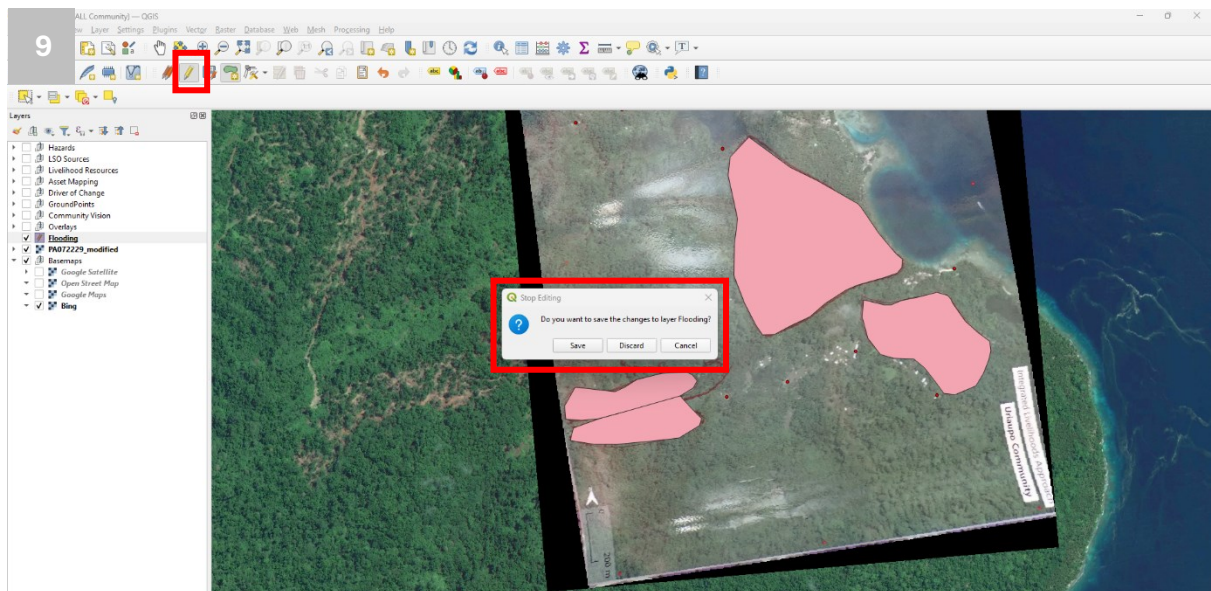 ALL Community) — QGIS
9
Layer Settings Plugins Vector Raster Database Web Mesh Processing Help
Layers
Hazards
LSO Sources
Livelihood Resources
Asset Mapping
Driver of Change
GroundPoints
Community Vision
Overlays
Flooding
PA072229_modified
Basemaps
Google Satellite
Open Street Map
Google Maps
Bing
Stop Editing
Do you want to save the changes to layer Flooding?
Save Discard Cancel
Integrated Livelihoods
Uriaupo Community
200 m